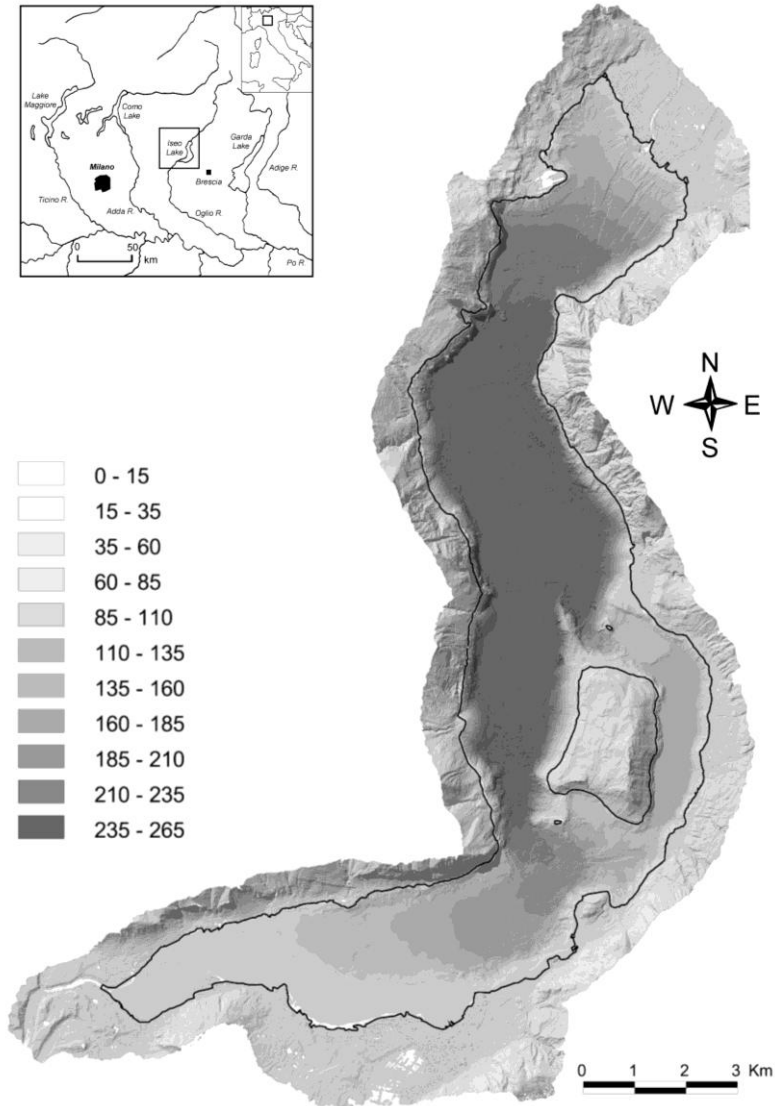 Lake
Maggiore
Como
Lake
Iseo
Lake
Garda
Lake
Milano
Brescia
Adige R.
Ticino R.
Adda R.
Oglio R.
0 50
km
Po R.
N
W E
S
0 - 15
15 - 35
35 - 60
60 - 85
85 - 110
110 - 135
135 - 160
160 - 185
185 - 210
210 - 235
235 - 265
0 1 2 3 Km